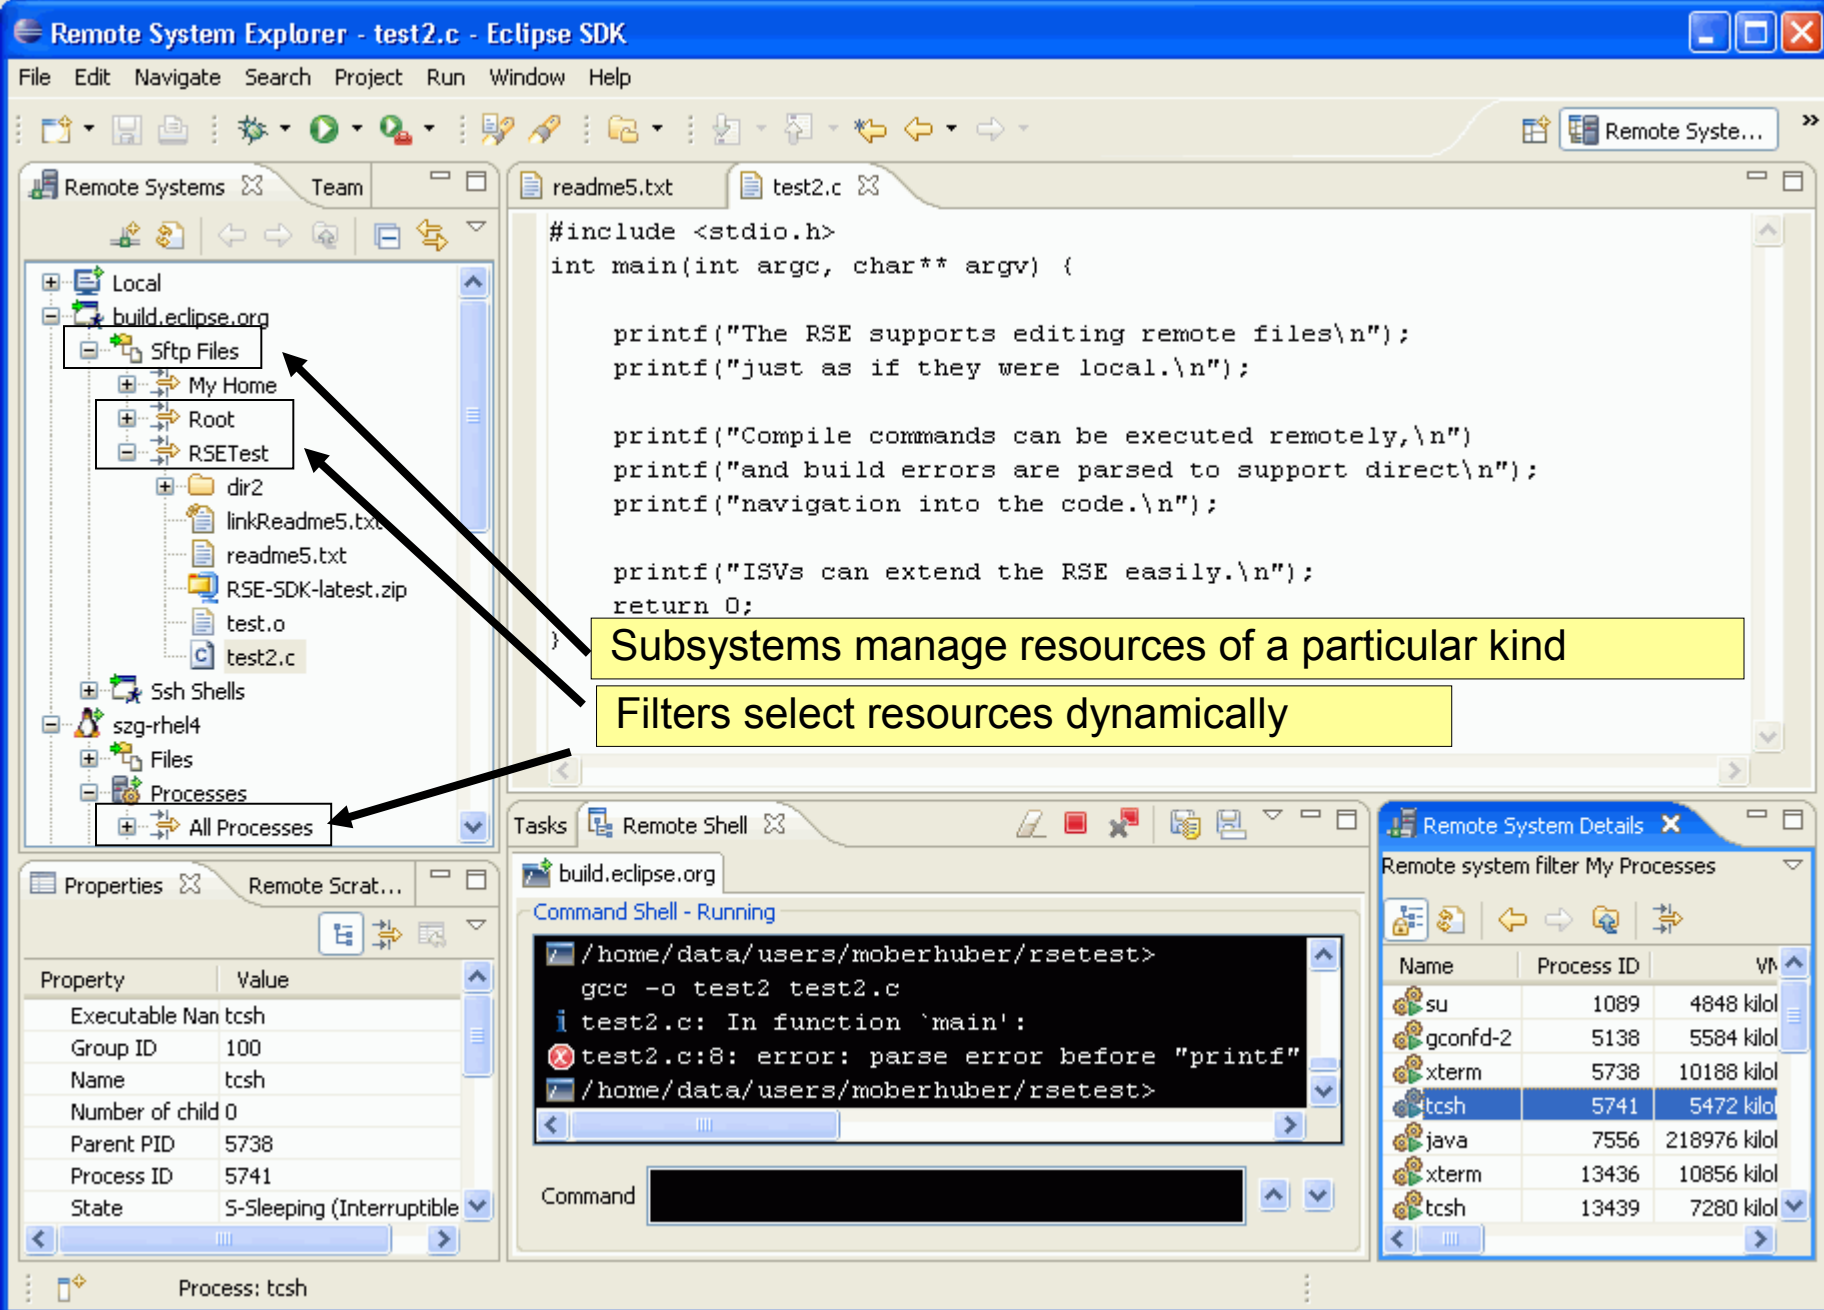 Remote System Explorer - test2.c - Eclipse SDK
File Edit Navigate Search Project Run Window Help
Remote Syste... »
Remote Systems Team
Local
build.eclipse.org
Sftp Files
My Home
Root
RSETest
dir2
linkReadme5.txt
readme5.txt
RSE-SDK-latest.zip
test.o
test2.c
Ssh Shells
szg-rhel4
Files
Processes
All Processes
readme5.txt test2.c
#include <stdio.h>
int main(int argc, char** argv) {
printf("The RSE supports editing remote files\n");
printf("just as if they were local.\n");
printf("Compile commands can be executed remotely,\n")
printf("and build errors are parsed to support direct\n");
printf("navigation into the code.\n");
printf("ISVs can extend the RSE easily.\n");
return 0;
}
Subsystems manage resources of a particular kind
Filters select resources dynamically
Properties Remote Scrat...
Property Value
Executable Nan tcsh
Group ID 100
Name tcsh
Number of child 0
Parent PID 5738
Process ID 5741
State S-Sleeping (Interruptible
Tasks Remote Shell
build.eclipse.org
Command Shell - Running
/home/data/users/moberhuber/rsetest>
gcc -o test2 test2.c
i test2.c: In function `main':
test2.c:8: error: parse error before "printf"
/home/data/users/moberhuber/rsetest>
Command
Remote System Details
Remote system filter My Processes
Name Process ID
su 1089 4848
gconfd-2 5138 5584
xterm 5738 10188
tcsh 5741 5472
java 7556 218976
xterm 13436 10856
tcsh 13439 7280
Process: tcsh